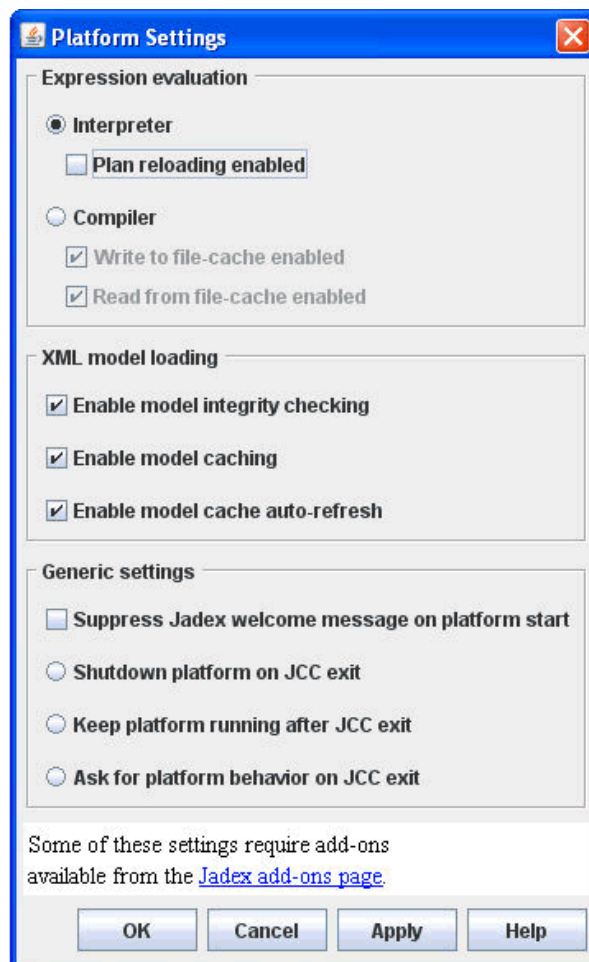 Platform Settings
Expression evaluation
Interpreter
Plan reloading enabled
Compiler
Write to file-cache enabled
Read from file-cache enabled
XML model loading
Enable model integrity checking
Enable model caching
Enable model cache auto-refresh
Generic settings
Suppress Jadex welcome message on platform start
Shutdown platform on JCC exit
Keep platform running after JCC exit
Ask for platform behavior on JCC exit
Some of these settings require add-ons
available from the Jadex add-ons page.
OK Cancel Apply Help